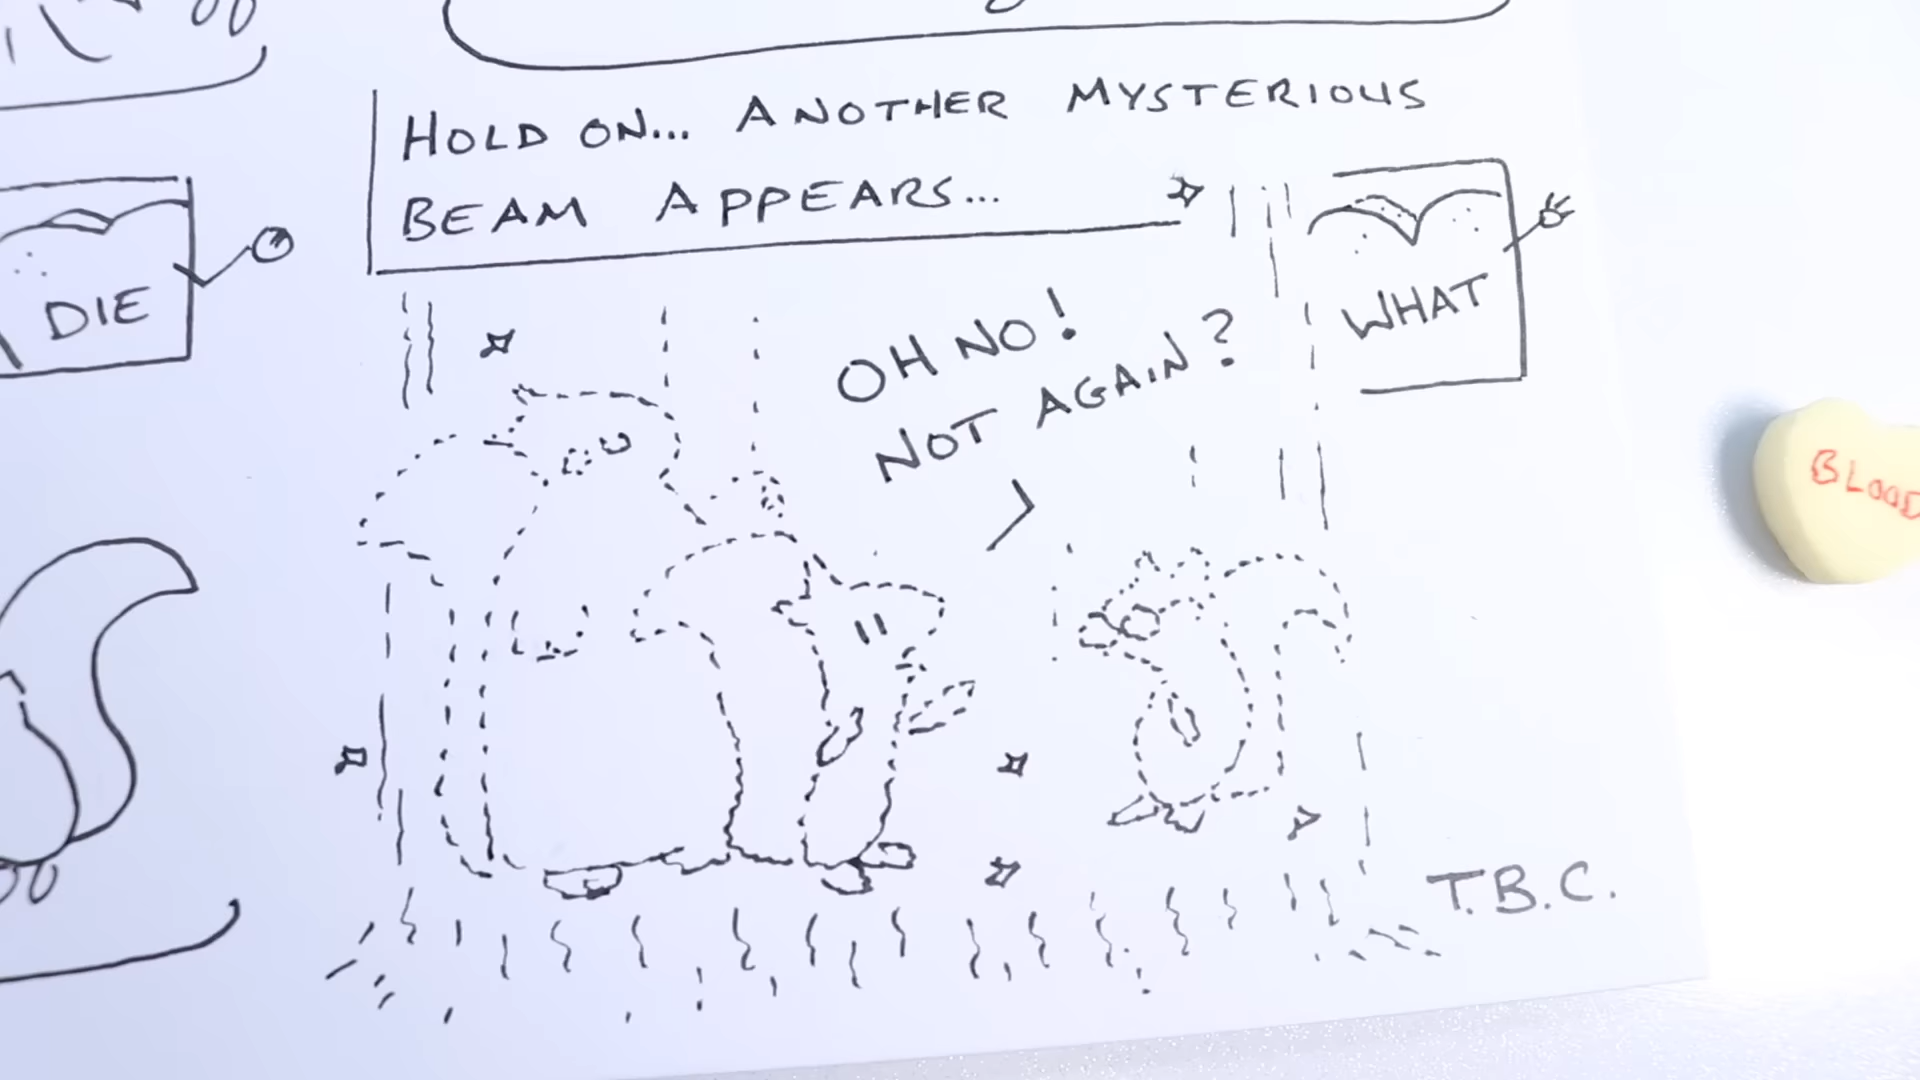 HOLD ON... ANOTHER MYSTERIOUS
BEAM APPEARS...
DIE
WHAT
OH NO!
NOT AGAIN?
BLOOD
T.B.C.